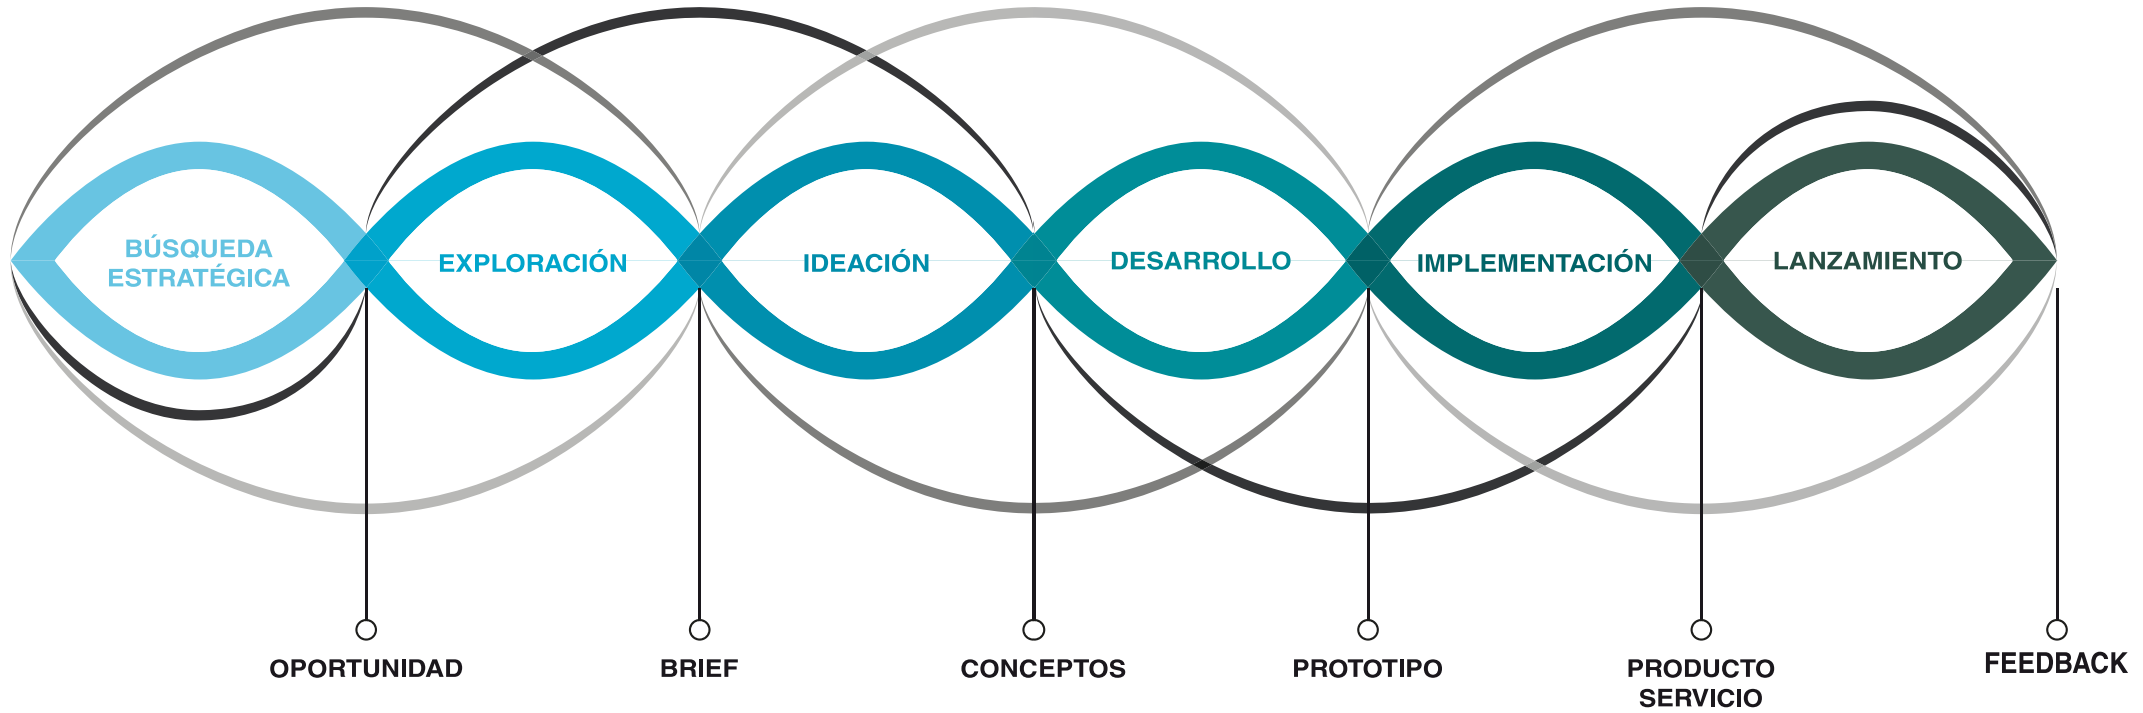 BÚSQUEDA
ESTRATÉGICA
EXPLORACIÓN
IDEACIÓN
DESARROLLO
IMPLEMENTACIÓN
LANZAMIENTO
OPORTUNIDAD
BRIEF
CONCEPTOS
PROTOTIPO
PRODUCTO
SERVICIO
FEEDBACK